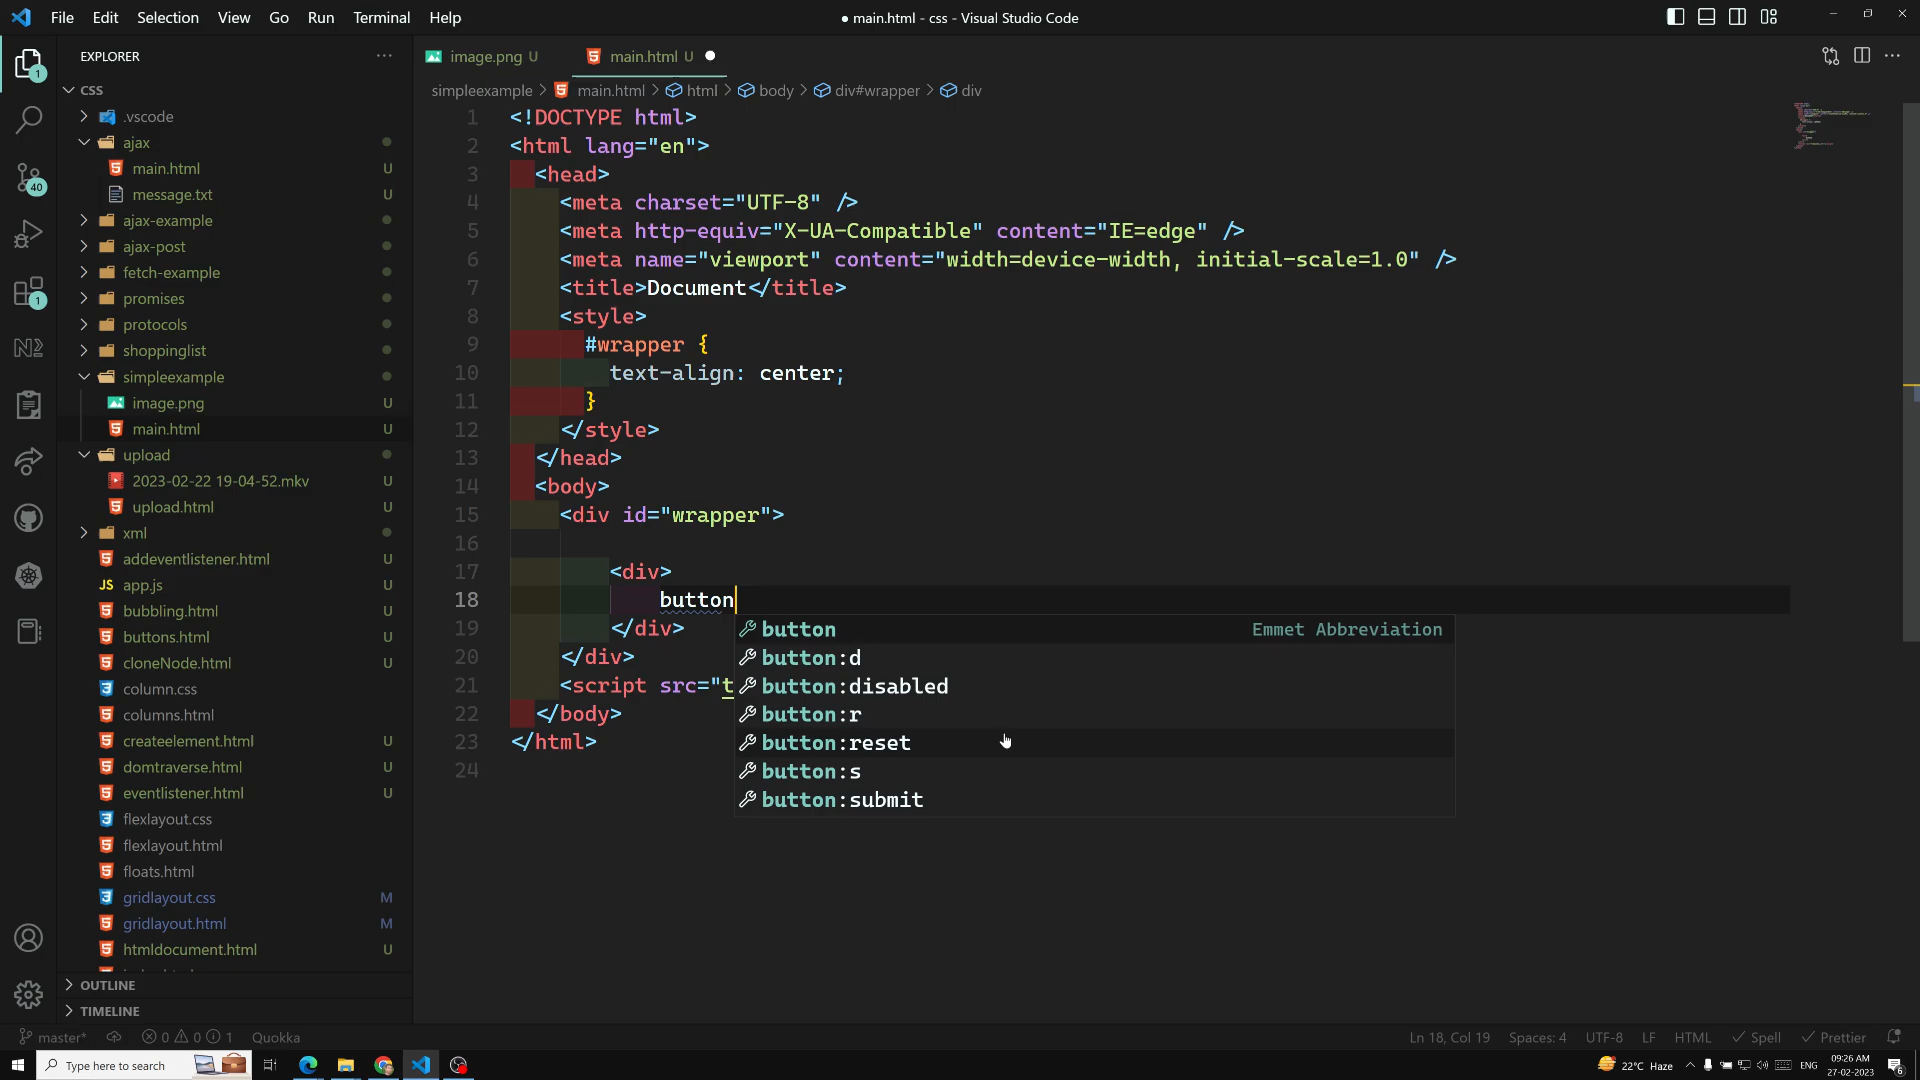 File Edit Selection View Go Run Terminal Help
● main.html - css - Visual Studio Code
EXPLORER
CSS
.vscode
ajax
main.html U
message.txt U
ajax-example
ajax-post
fetch-example
promises
protocols
shoppinglist
simpleexample
image.png U
main.html U
upload
2023-02-22 19-04-52.mkv U
upload.html U
xml
addeventlistener.html U
JS app.js U
bubbling.html U
buttons.html U
cloneNode.html U
column.css
columns.html
createelement.html U
domtraverse.html U
eventlistener.html U
flexlayout.css
flexlayout.html
floats.html
gridlayout.css M
gridlayout.html M
htmldocument.html U
OUTLINE
TIMELINE
1
40
1
image.png U
main.html U
simpleexample > main.html > html > body > div#wrapper > div
1 <!DOCTYPE html>
2 <html lang="en">
3 <head>
4 <meta charset="UTF-8" />
5 <meta http-equiv="X-UA-Compatible" content="IE=edge" />
6 <meta name="viewport" content="width=device-width, initial-scale=1.0" />
7 <title>Document</title>
8 <style>
9 #wrapper {
10 text-align: center;
11 }
12 </style>
13 </head>
14 <body>
15 <div id="wrapper">
16
17 <div>
18 button
19 </div>
20 </div>
21 <script src="t
22 </body>
23 </html>
24
button Emmet Abbreviation
button:d
button:disabled
button:r
button:reset
button:s
button:submit
master* 0 0 1 Quokka
Ln 18, Col 19 Spaces: 4 UTF-8 LF HTML Spell Prettier
Type here to search
22°C Haze ENG
09:26 AM
27-02-2023
6